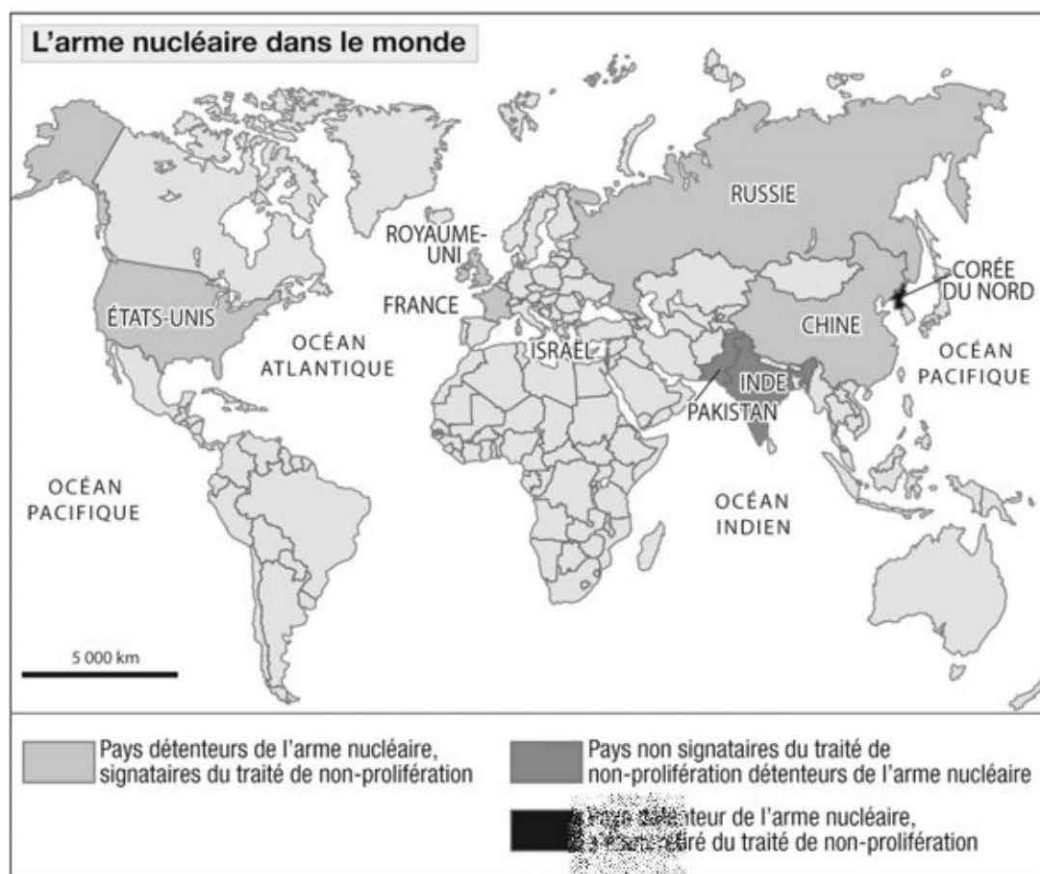 L'arme nucléaire dans le monde
RUSSIE
ROYAUME-
UNI
CORÉE
DU NORD
FRANCE
ÉTATS-UNIS
CHINE
OCÉAN
ATLANTIQUE
ISRAËL
OCÉAN
PACIFIQUE
INDE
PAKISTAN
OCÉAN
PACIFIQUE
OCÉAN
INDIEN
5 000 km
Pays détenteurs de l'arme nucléaire,
signataires du traité de non-prolifération
Pays non signataires du traité de
non-prolifération détenteurs de l'arme nucléaire
de l'arme nucléaire,
du traité de non-prolifération